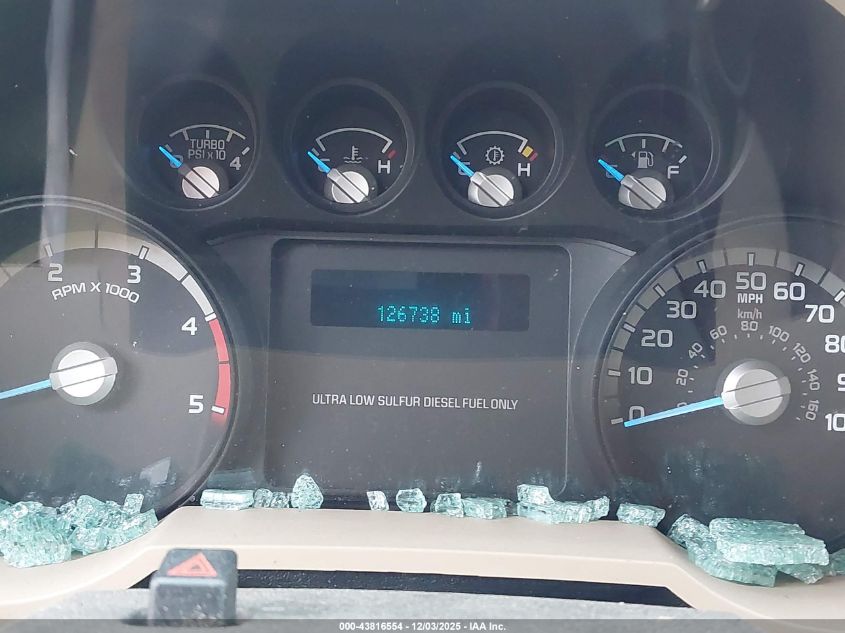 TURBO
PSI x 10
4
H
H
F
2
3
RPM X 1000
4
5
126738 mi
ULTRA LOW SULFUR DIESEL FUEL ONLY
0
10
20
30
40
50
60
70
MPH
km/h
20
40
60
80
100
120
140
160
000-43816554 - 12/03/2025 - IAA Inc.